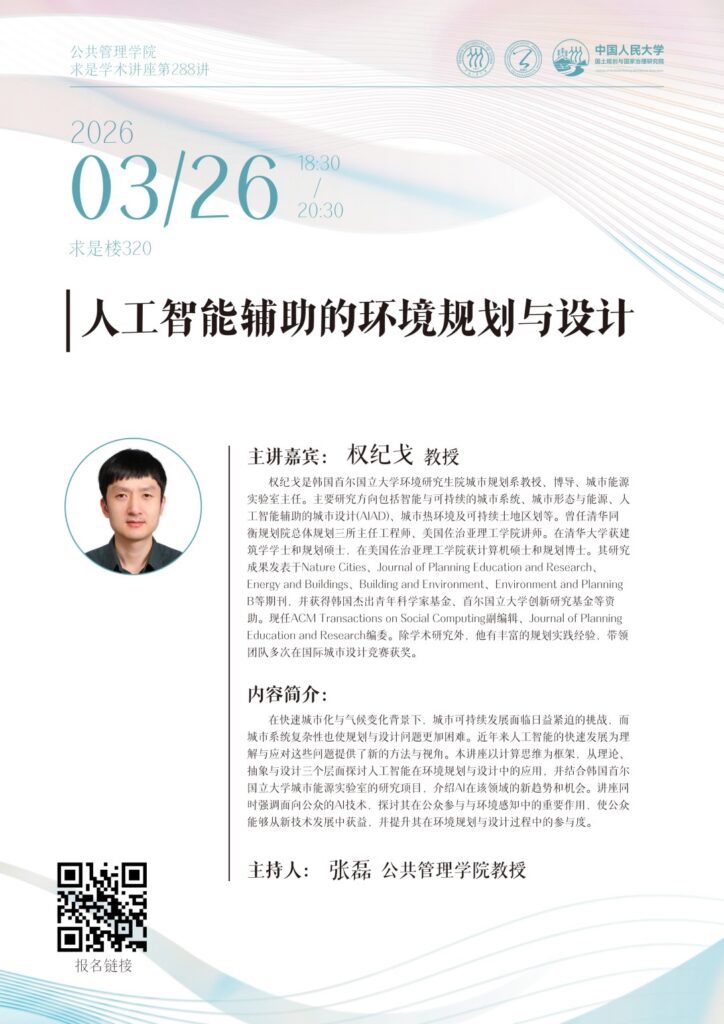 公共管理学院
求是学术讲座第288讲
中国人民大学
国土规划与国家治理研究院
2026
03/26
18:30
/
20:30
求是楼320
人工智能辅助的环境规划与设计
主讲嘉宾： 权纪戈 教授
权纪戈是韩国首尔国立大学环境研究生院城市规划系教授、博导、城市能源
实验室主任。主要研究方向包括智能与可持续的城市系统、城市形态与能源、人
工智能辅助的城市设计(AIAD)、城市热环境及可持续土地区划等。曾任清华同
衡规划院总体规划三所主任工程师、美国佐治亚理工学院讲师。在清华大学获建
筑学学士和规划硕士，在美国佐治亚理工学院获计算机硕士和规划博士。其研究
成果发表于Nature Cities、Journal of Planning Education and Research、
Energy and Buildings、Building and Environment、Environment and Planning
B等期刊，并获得韩国杰出青年科学家基金、首尔国立大学创新研究基金等资
助。现任ACM Transactions on Social Computing副编辑、Journal of Planning
Education and Research编委。除学术研究外，他有丰富的规划实践经验，带领
团队多次在国际城市设计竞赛获奖。
内容简介：
在快速城市化与气候变化背景下，城市可持续发展面临日益紧迫的挑战，而
城市系统复杂性也使规划与设计问题更加困难。近年来人工智能的快速发展为理
解与应对这些问题提供了新的方法与视角。本讲座以计算思维为框架，从理论、
抽象与设计三个层面探讨人工智能在环境规划与设计中的应用，并结合韩国首尔
国立大学城市能源实验室的研究项目，介绍AI在该领域的新趋势和机会。讲座同
时强调面向公众的AI技术，探讨其在公众参与与环境感知中的重要作用，使公众
能够从新技术发展中获益，并提升其在环境规划与设计过程中的参与度。
主持人： 张磊 公共管理学院教授
报名链接